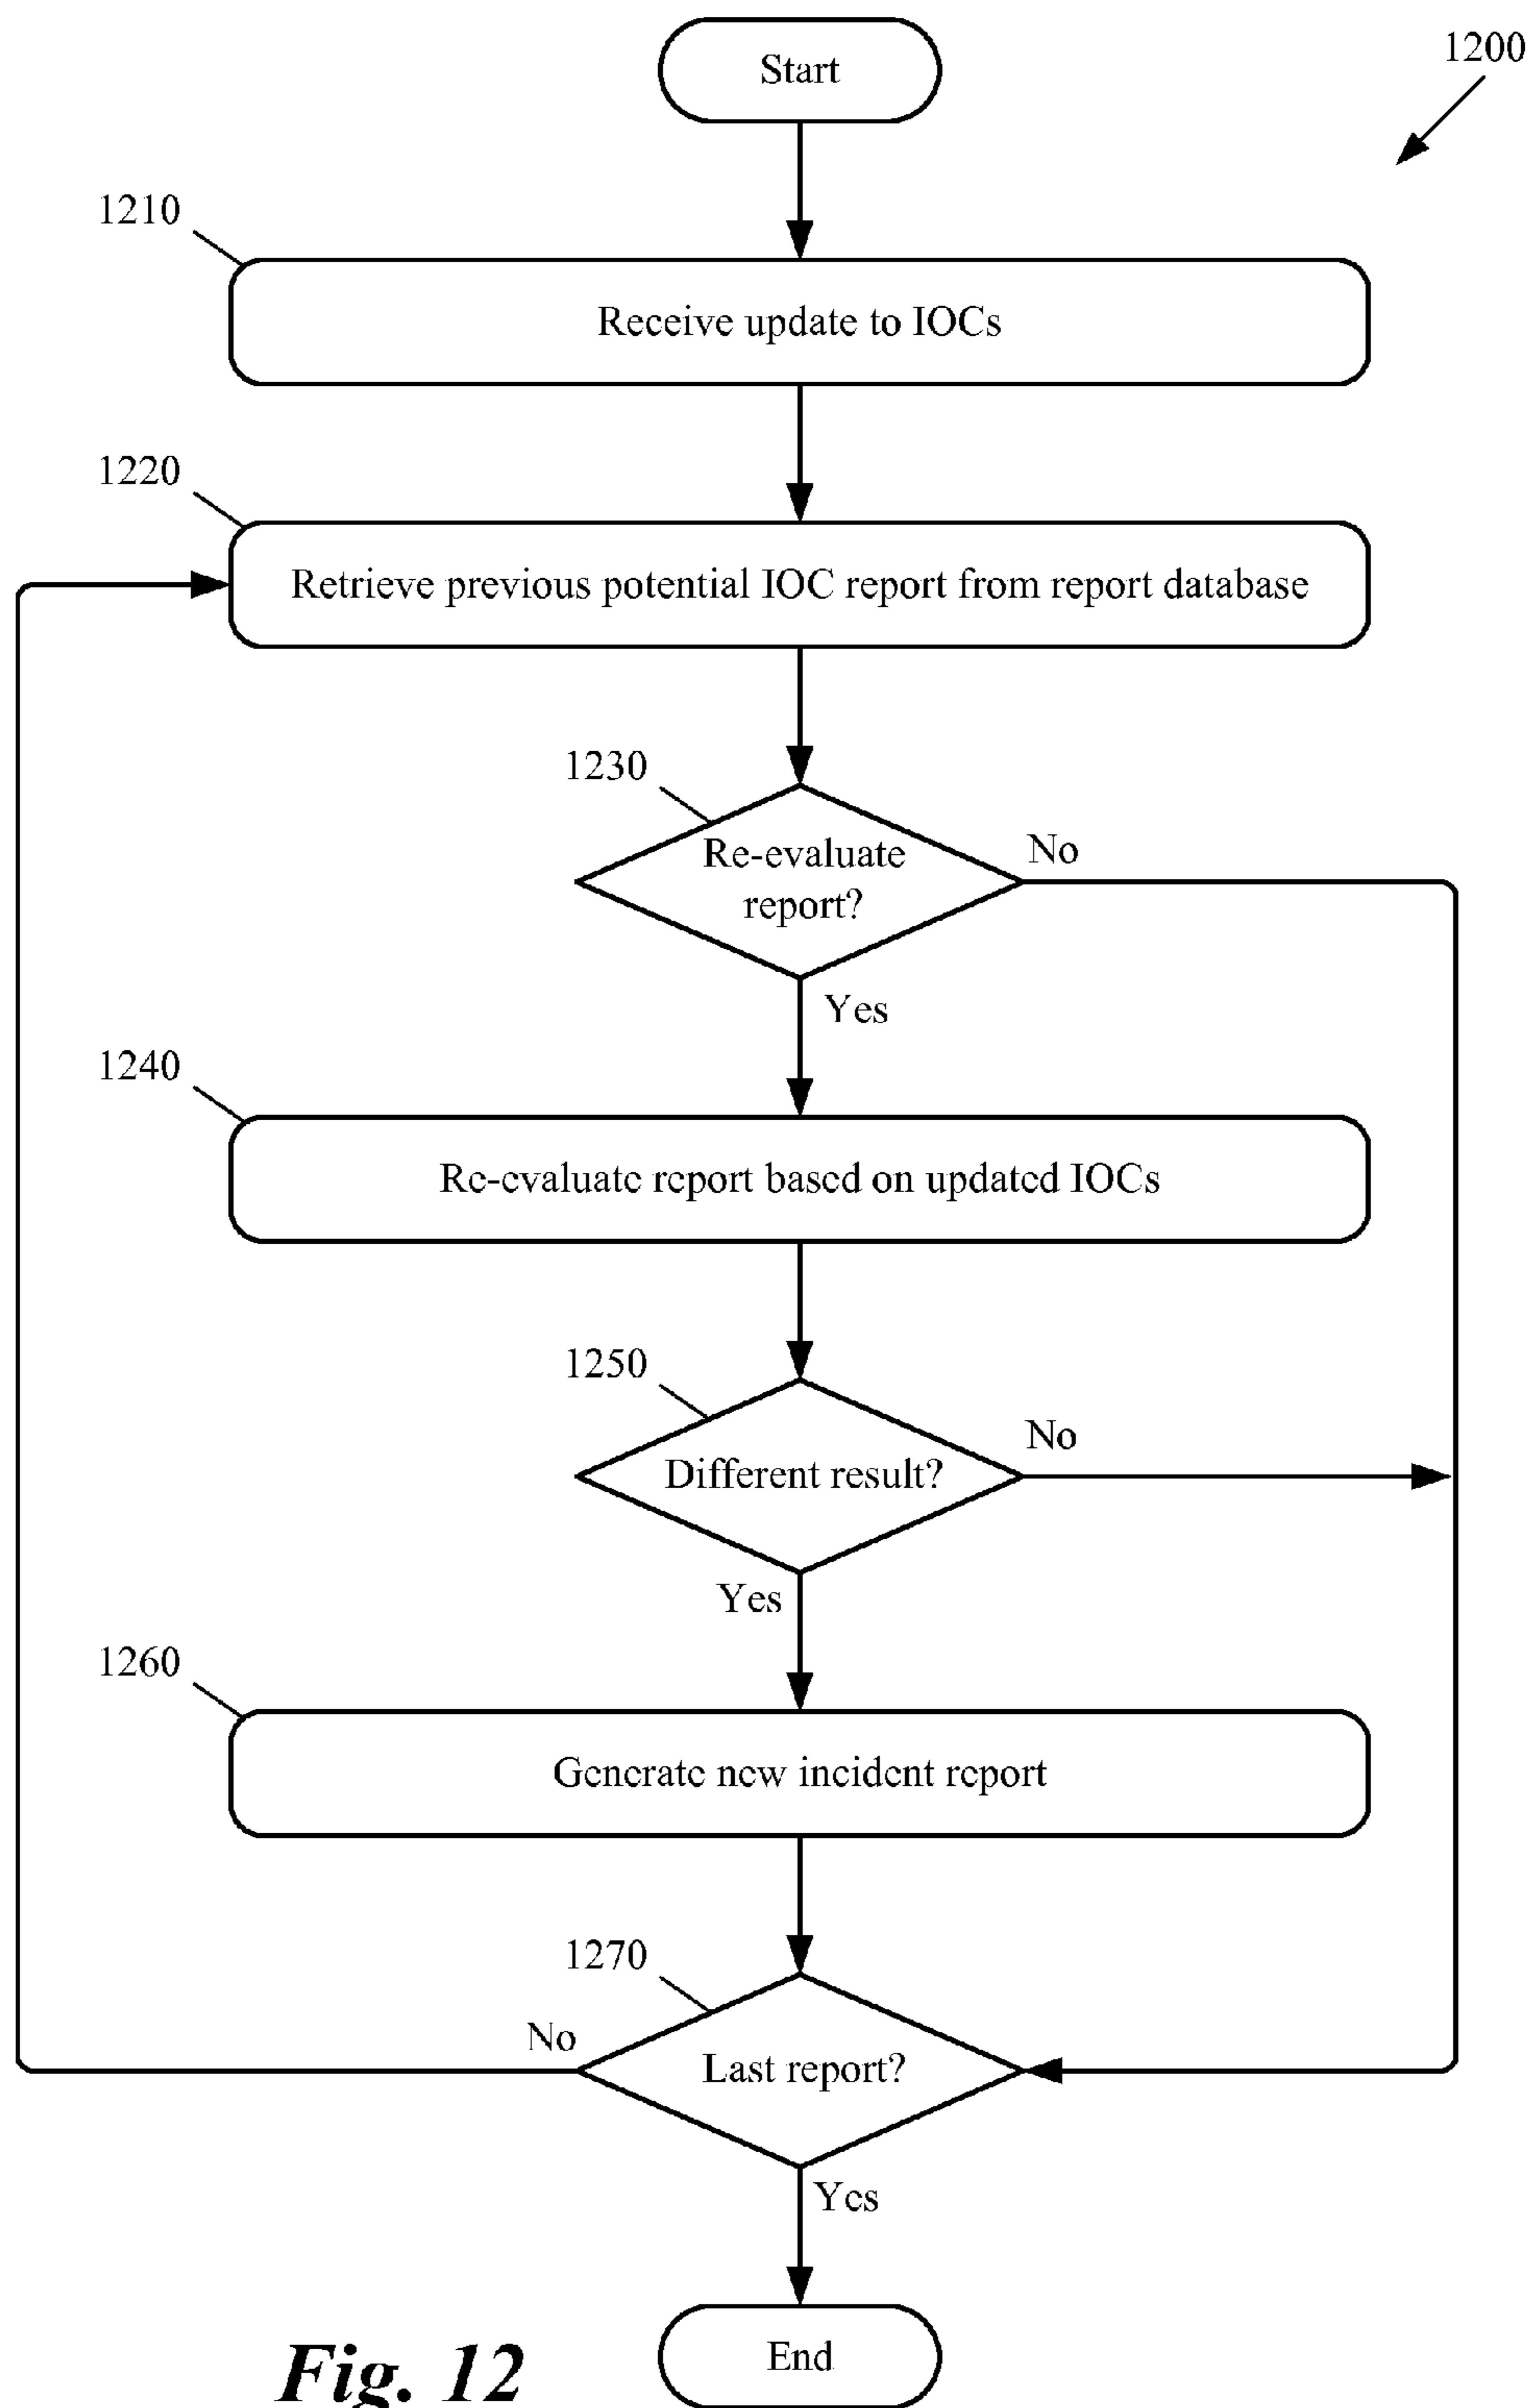 Start
1200
1210
Receive update to IOCs
1220
Retrieve previous potential IOC report from report database
1230
Re-evaluate
report?
No
Yes
1240
Re-evaluate report based on updated IOCs
1250
Different result?
No
Yes
1260
Generate new incident report
1270
No
Last report?
Yes
End
Fig. 12